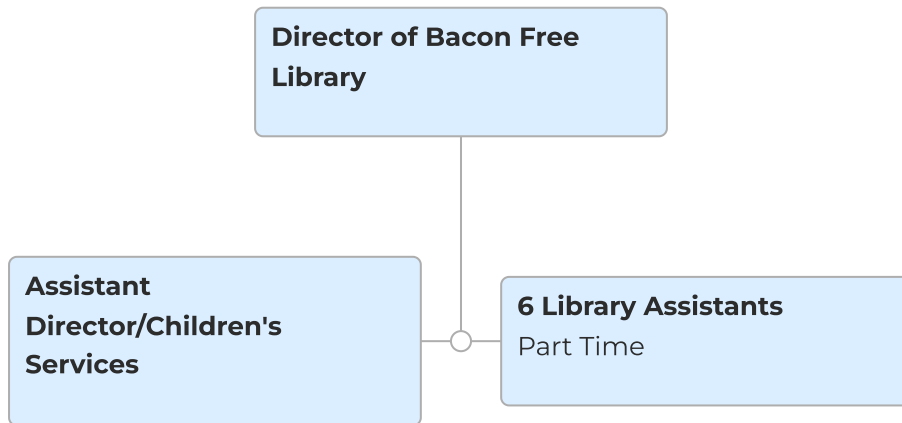 Director of Bacon Free
Library
Assistant
Director/Children's
Services
6 Library Assistants
Part Time